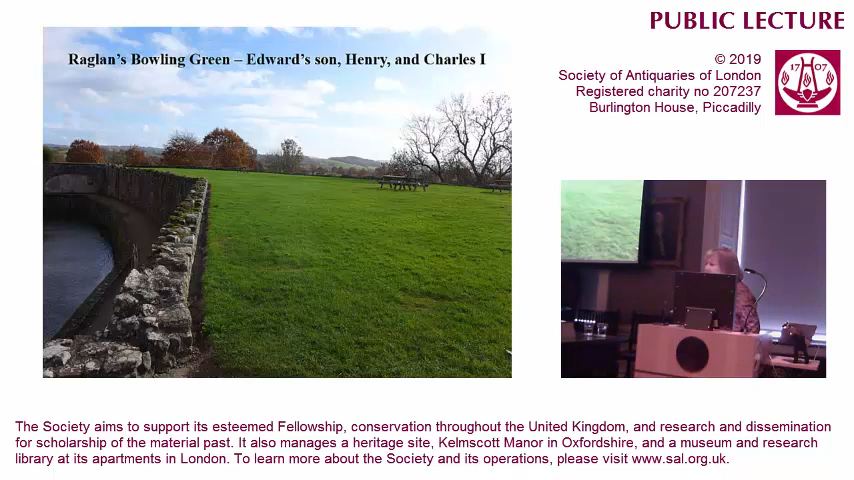 PUBLIC LECTURE
Raglan's Bowling Green – Edward's son, Henry, and Charles I
© 2019
Society of Antiquaries of London
Registered charity no 207237
Burlington House, Piccadilly
17 07
The Society aims to support its esteemed Fellowship, conservation throughout the United Kingdom, and research and dissemination
for scholarship of the material past. It also manages a heritage site, Kelmscott Manor in Oxfordshire, and a museum and research
library at its apartments in London. To learn more about the Society and its operations, please visit www.sal.org.uk.